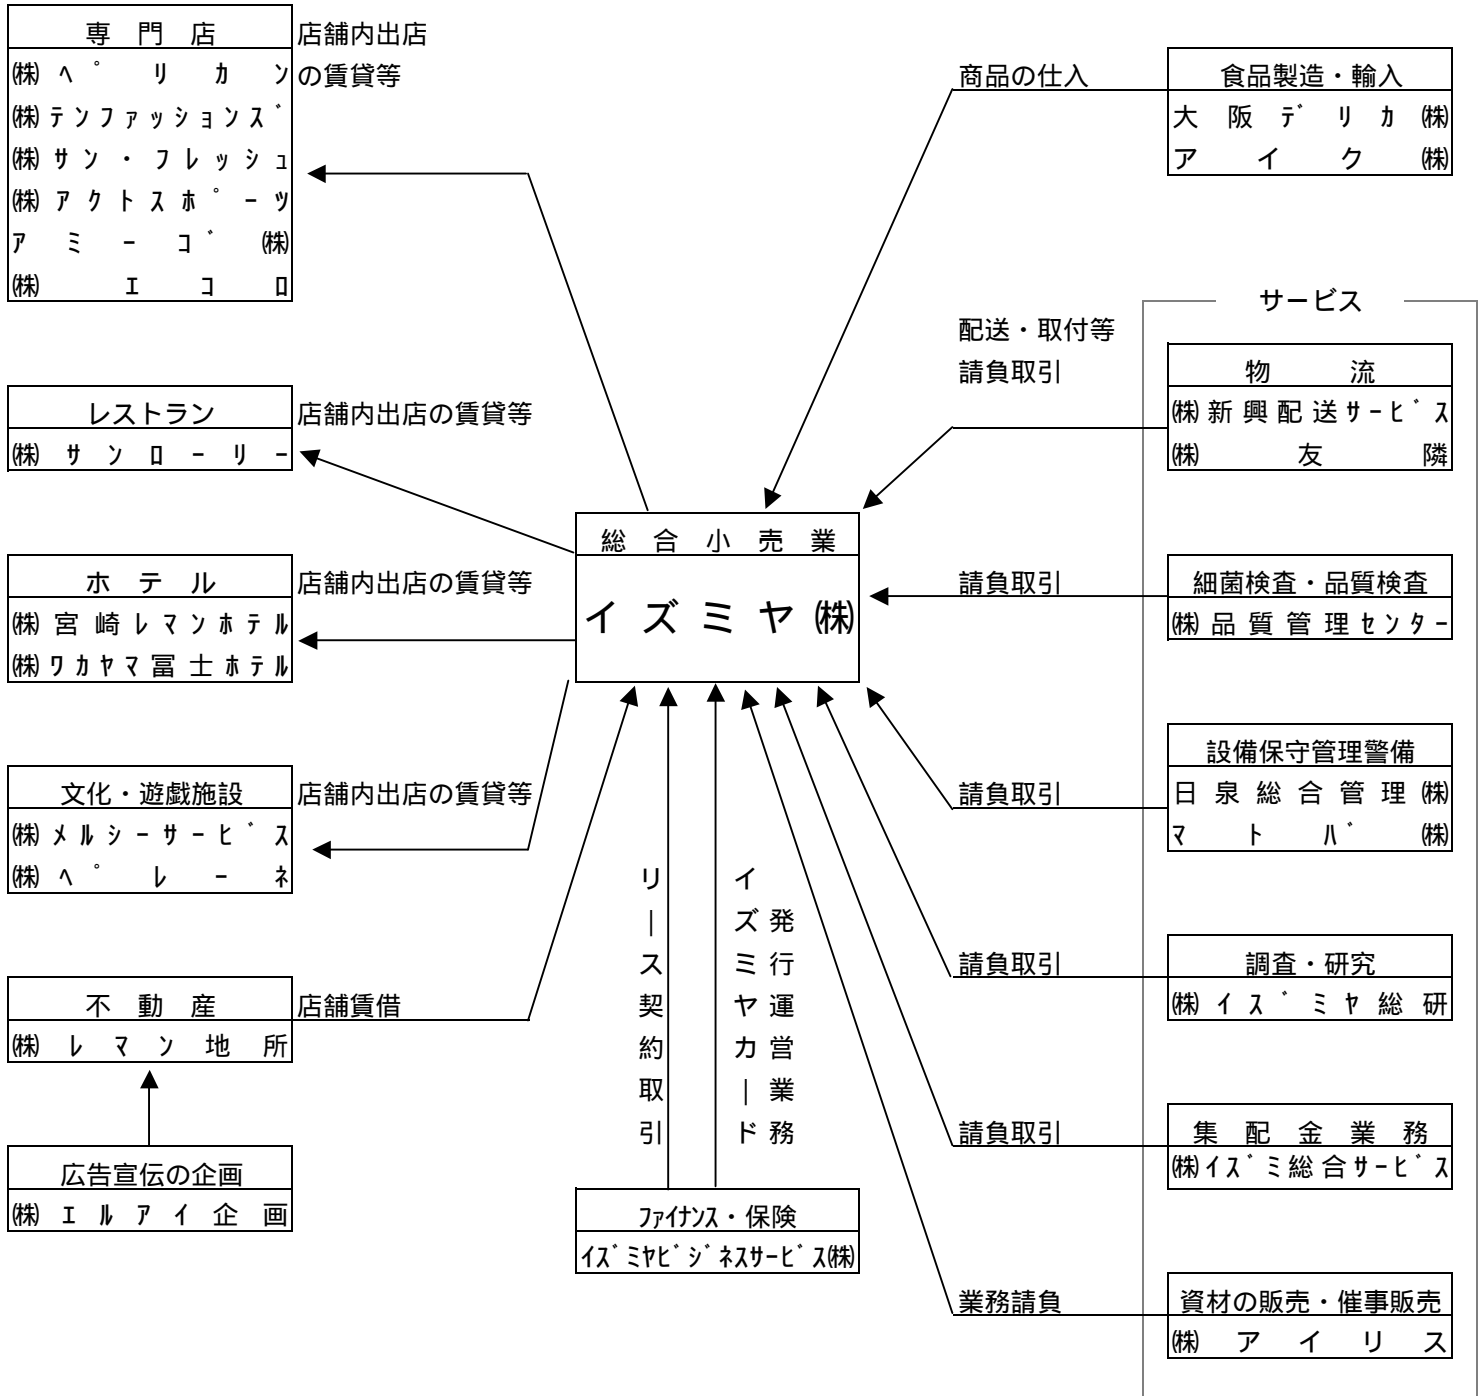 専門店
㈱ペリカン
㈱テンファッションズ
㈱サン・フレッシュ
㈱アクトスポーツ
アミーゴ㈱
㈱エコロ
店舗内出店
の賃貸等
レストラン
㈱サンローリー
店舗内出店の賃貸等
ホテル
㈱宮崎レマンホテル
㈱ワカヤマ冨士ホテル
店舗内出店の賃貸等
文化・遊戯施設
㈱メルシーサービス
㈱ペレーネ
店舗内出店の賃貸等
不動産
㈱レマン地所
店舗賃借
広告宣伝の企画
㈱エルアイ企画
総合小売業
イズミヤ㈱
リース契約取引
イズミヤカード
発行運営業務
ファイナンス・保険
イズミヤビジネスサービス㈱
商品の仕入
食品製造・輸入
大阪デリカ㈱
アイク㈱
サービス
配送・取付等
請負取引
物流
㈱新興配送サービス
㈱友隣
請負取引
細菌検査・品質検査
㈱品質管理センター
請負取引
設備保守管理警備
日泉総合管理㈱
マトバ㈱
請負取引
調査・研究
㈱イズミヤ総研
請負取引
集配金業務
㈱イズミ総合サービス
業務請負
資材の販売・催事販売
㈱アイリス